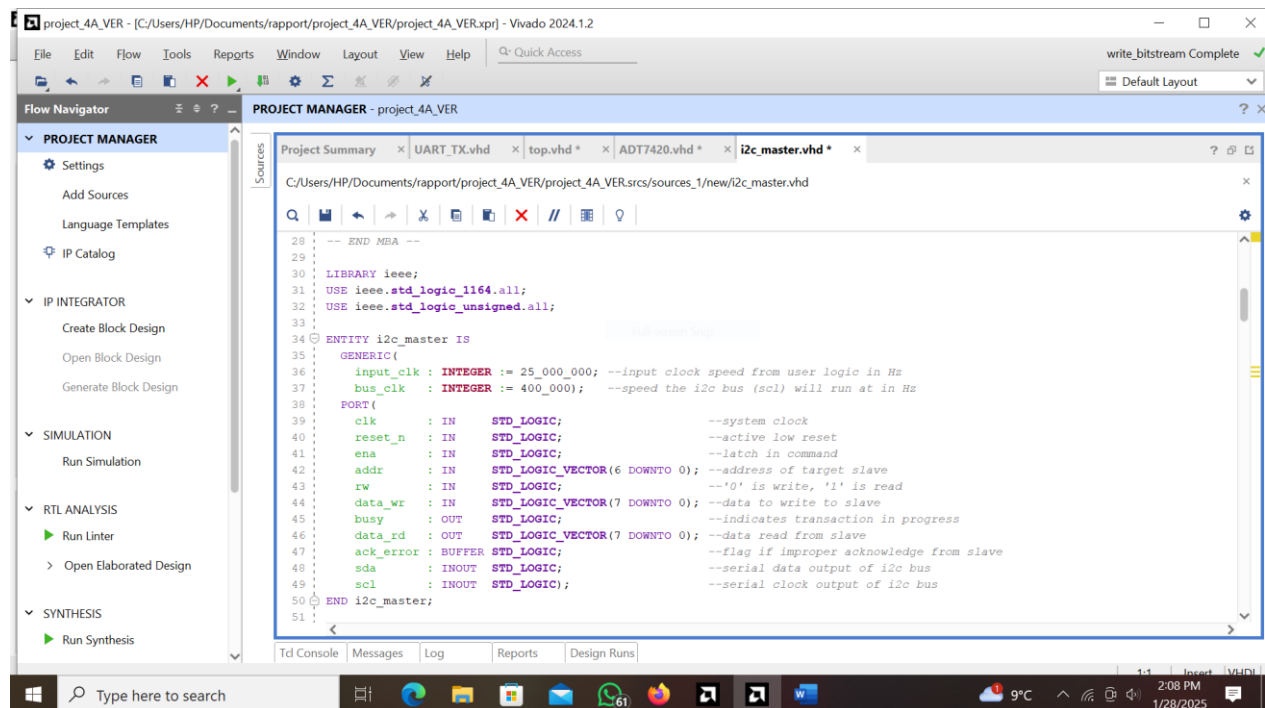 project_4A_VER - [C:/Users/HP/Documents/rapport/project_4A_VER/project_4A_VER.xpr] - Vivado 2024.1.2
File Edit Flow Tools Reports Window Layout View Help Quick Access
write_bitstream Complete
Default Layout
Flow Navigator
PROJECT MANAGER - project_4A_VER
PROJECT MANAGER
Settings
Add Sources
Language Templates
IP Catalog
IP INTEGRATOR
Create Block Design
Open Block Design
Generate Block Design
SIMULATION
Run Simulation
RTL ANALYSIS
Run Linter
Open Elaborated Design
SYNTHESIS
Run Synthesis
Sources
Project Summary UART_TX.vhd top.vhd * ADT7420.vhd * i2c_master.vhd *
C:/Users/HP/Documents/rapport/project_4A_VER/project_4A_VER.srcs/sources_1/new/i2c_master.vhd
28 -- END MBA --
29
30 LIBRARY ieee;
31 USE ieee.std_logic_1164.all;
32 USE ieee.std_logic_unsigned.all;
33
34 ENTITY i2c_master IS
35 GENERIC(
36 input_clk : INTEGER := 25_000_000; --input clock speed from user logic in Hz
37 bus_clk : INTEGER := 400_000); --speed the i2c bus (scl) will run at in Hz
38 PORT(
39 clk : IN STD_LOGIC; --system clock
40 reset_n : IN STD_LOGIC; --active low reset
41 ena : IN STD_LOGIC; --latch in command
42 addr : IN STD_LOGIC_VECTOR(6 DOWNTO 0); --address of target slave
43 rw : IN STD_LOGIC; --'0' is write, '1' is read
44 data_wr : IN STD_LOGIC_VECTOR(7 DOWNTO 0); --data to write to slave
45 busy : OUT STD_LOGIC; --indicates transaction in progress
46 data_rd : OUT STD_LOGIC_VECTOR(7 DOWNTO 0); --data read from slave
47 ack_error : BUFFER STD_LOGIC; --flag if improper acknowledge from slave
48 sda : INOUT STD_LOGIC; --serial data output of i2c bus
49 scl : INOUT STD_LOGIC); --serial clock output of i2c bus
50 END i2c_master;
51
Tcl Console Messages Log Reports Design Runs
1:1 Insert VHDL
Type here to search
61
1
9°C
2:08 PM
1/28/2025